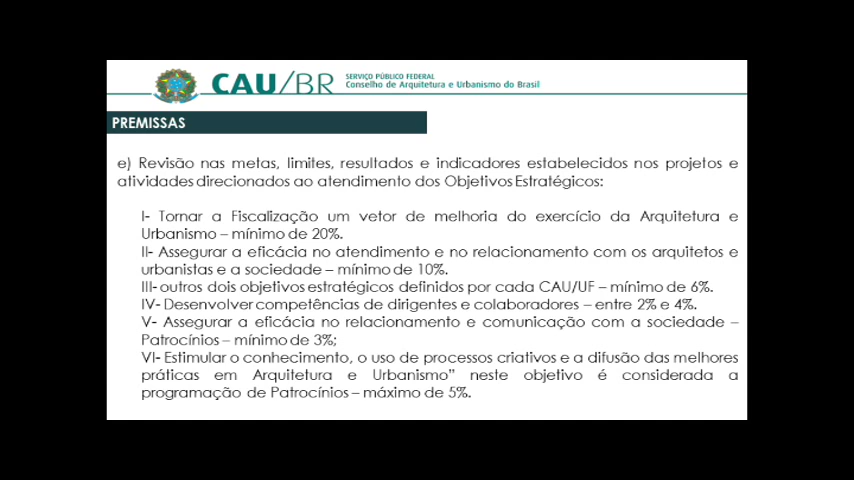 CAU/BR
SERVIÇO PÚBLICO FEDERAL
Conselho de Arquitetura e Urbanismo do Brasil
PREMISSAS
e) Revisão nas metas, limites, resultados e indicadores estabelecidos nos projetos e
atividades direcionados ao atendimento dos Objetivos Estratégicos:
I- Tornar a Fiscalização um vetor de melhoria do exercício da Arquitetura e
Urbanismo – mínimo de 20%.
II- Assegurar a eficácia no atendimento e no relacionamento com os arquitetos e
urbanistas e a sociedade – mínimo de 10%.
III- outros dois objetivos estratégicos definidos por cada CAU/UF – mínimo de 6%.
IV- Desenvolver competências de dirigentes e colaboradores – entre 2% e 4%.
V- Assegurar a eficácia no relacionamento e comunicação com a sociedade –
Patrocínios – mínimo de 3%;
VI- Estimular o conhecimento, o uso de processos criativos e a difusão das melhores
práticas em Arquitetura e Urbanismo” neste objetivo é considerada a
programação de Patrocínios – máximo de 5%.